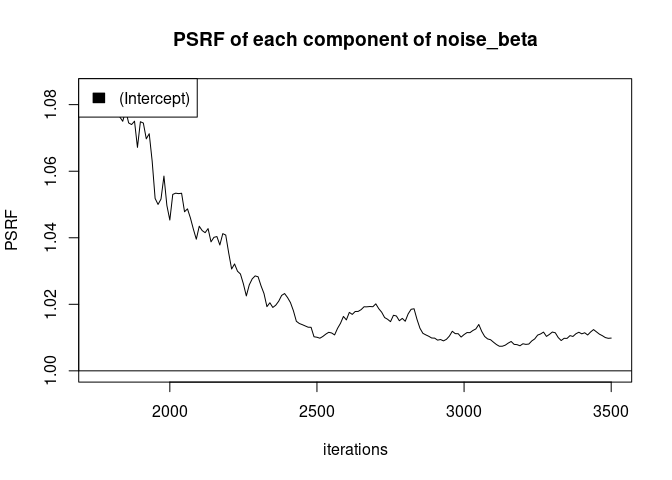 PSRF of each component of noise_beta
(Intercept)
PSRF
1.08
1.06
1.04
1.02
1.00
2000 2500 3000 3500
iterations